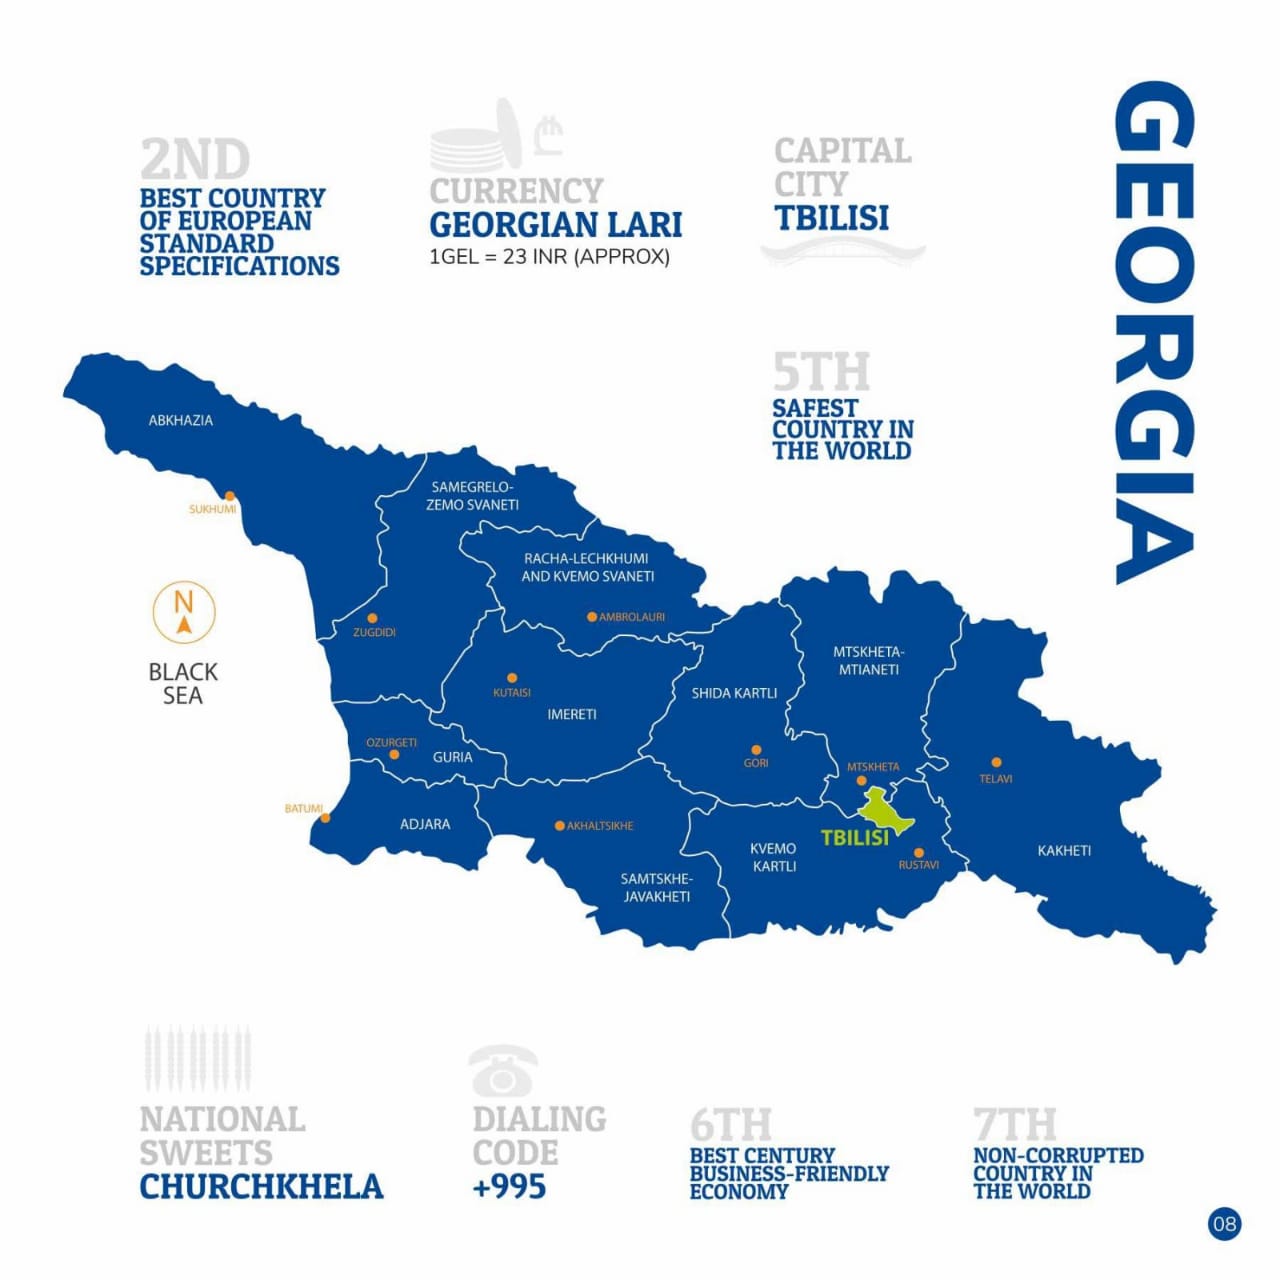 GEORGIA
2ND
BEST COUNTRY
OF EUROPEAN
STANDARD
SPECIFICATIONS
CURRENCY
GEORGIAN LARI
1GEL = 23 INR (APPROX)
CAPITAL
CITY
TBILISI
5TH
SAFEST
COUNTRY IN
THE WORLD
ABKHAZIA
SUKHUMI
SAMEGRELO-
ZEMO SVANETI
RACHA-LECHKHUMI
AND KVEMO SVANETI
AMBROLAURI
ZUGDIDI
N
BLACK
SEA
MTSKHETA-
MTIANETI
KUTAISI
IMERETI
SHIDA KARTLI
OZURGETI
GURIA
GORI
MTSKHETA
TELAVI
BATUMI
ADJARA
AKHALTSIKHE
TBILISI
KVEMO
KARTLI
RUSTAVI
KAKHETI
SAMTSKHE-
JAVAKHETI
NATIONAL
SWEETS
CHURCHKHELA
DIALING
CODE
+995
6TH
BEST CENTURY
BUSINESS-FRIENDLY
ECONOMY
7TH
NON-CORRUPTED
COUNTRY IN
THE WORLD
08